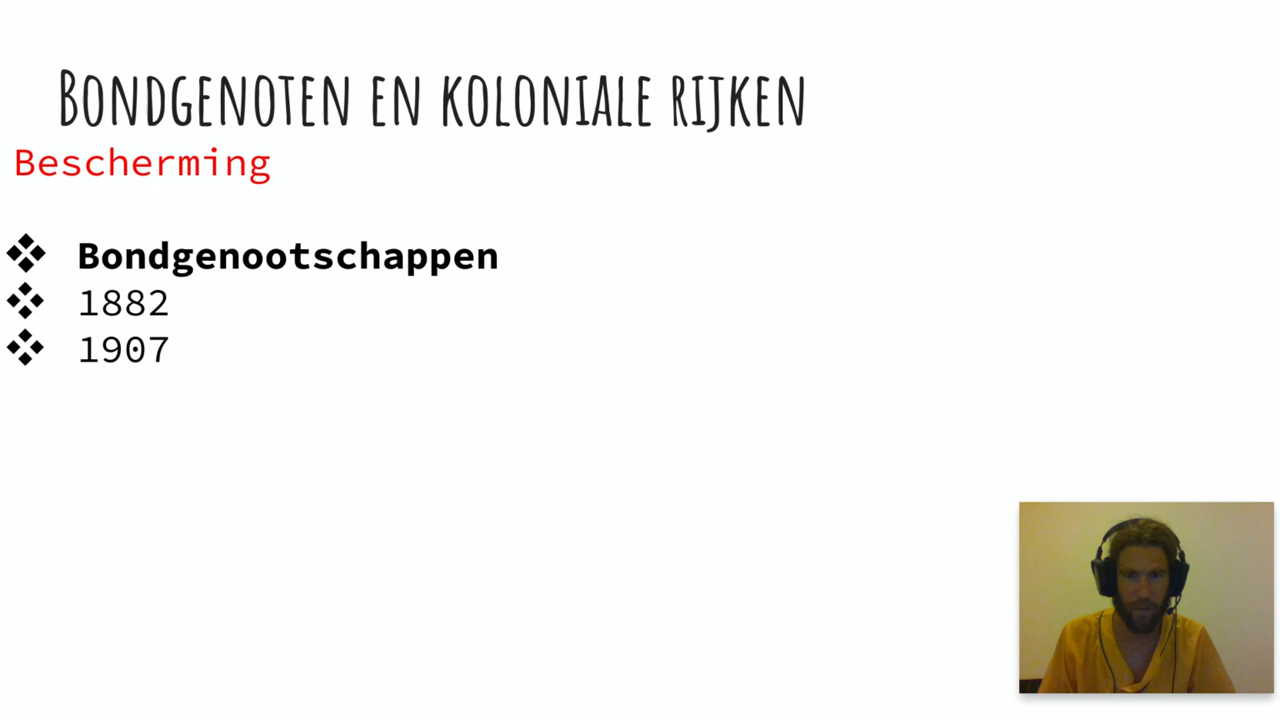 Bondgenoten en koloniale rijken
Bescherming
❖ Bondgenootschappen
❖ 1882
❖ 1907